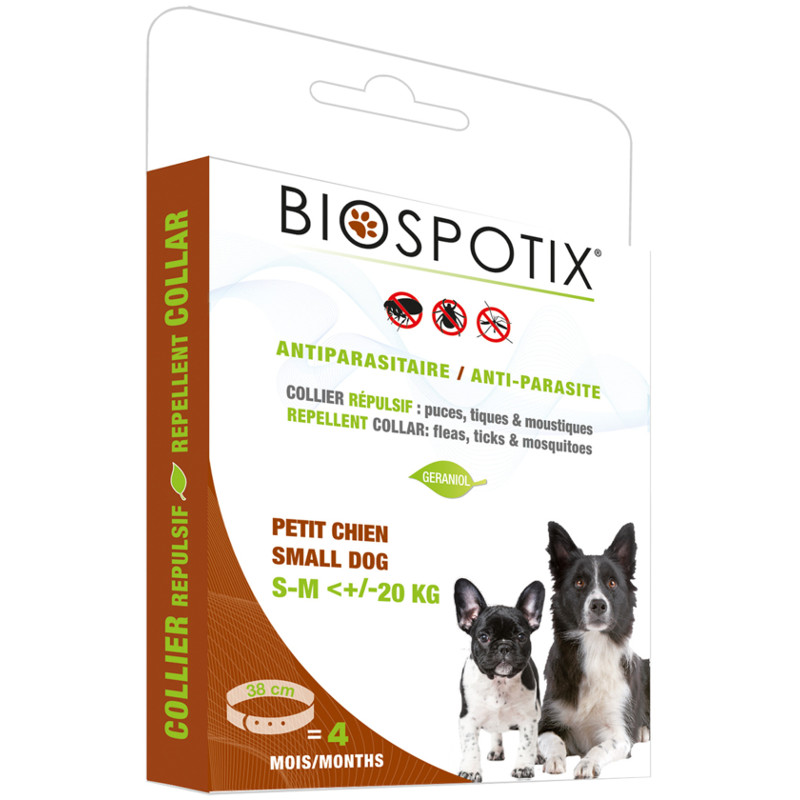 BIOSPOTIX®
ANTIPARASITAIRE / ANTI-PARASITE
COLLIER RÉPULSIF : puces, tiques & moustiques
REPELLENT COLLAR: fleas, ticks & mosquitoes
GERANIOL
PETIT CHIEN
SMALL DOG
S-M <+/-20 KG
38 cm
= 4
MOIS/MONTHS
COLLIER REPULSIF REPELLENT COLLAR